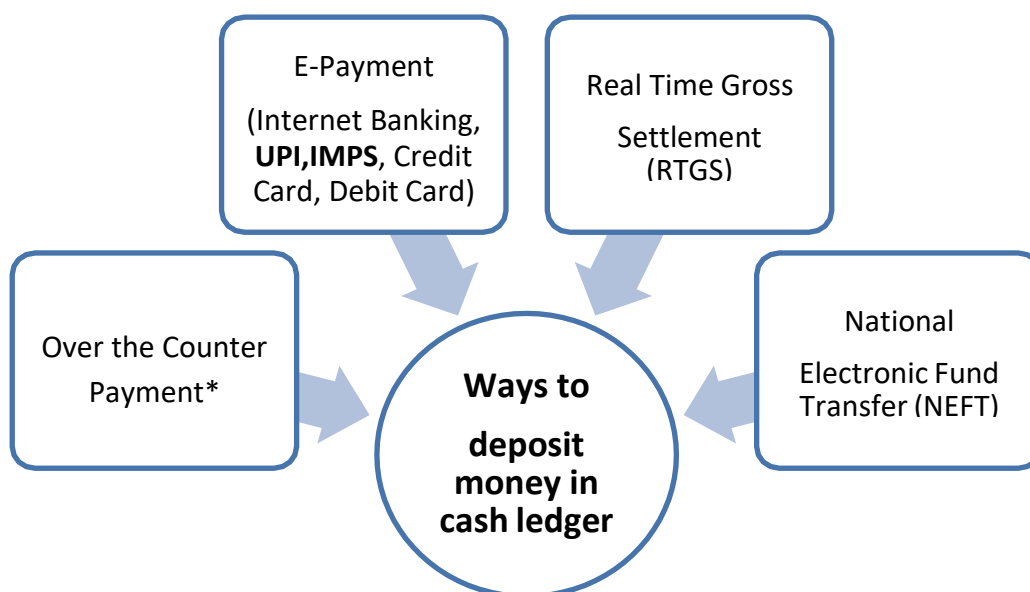 E-Payment
(Internet Banking,
UPI,IMPS, Credit
Card, Debit Card)
Real Time Gross
Settlement
(RTGS)
Over the Counter
Payment*
National
Electronic Fund
Transfer (NEFT)
Ways to
deposit
money in
cash ledger